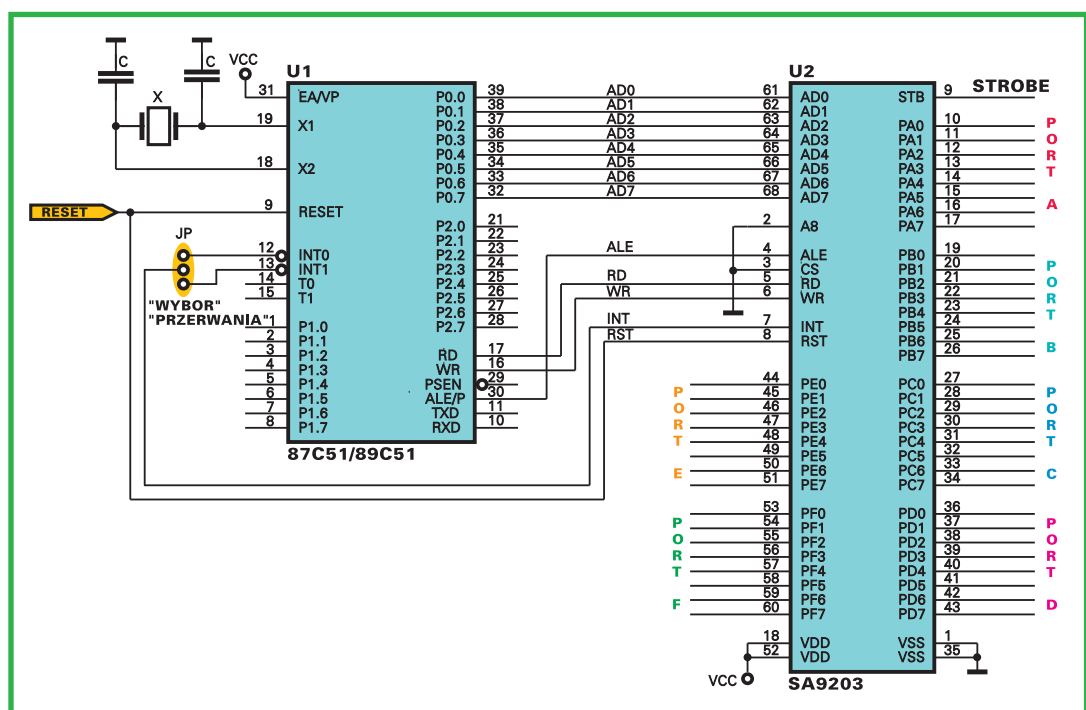 C
C
VCC
X
U1
31 EA/VP
19 X1
18 X2
9 RESET
RESET
JP
12 INT0
13 INT1
14 T0
15 T1
"WYBOR"
"PRZERWANIA"
1 P1.0
2 P1.1
3 P1.2
4 P1.3
5 P1.4
6 P1.5
7 P1.6
8 P1.7
P0.0 39
P0.1 38
P0.2 37
P0.3 36
P0.4 35
P0.5 34
P0.6 33
P0.7 32
P2.0 21
P2.1 22
P2.2 23
P2.3 24
P2.4 25
P2.5 26
P2.6 27
P2.7 28
RD 17
WR 16
PSEN 29
ALE/P 30
TXD 11
RXD 10
87C51/89C51
AD0
AD1
AD2
AD3
AD4
AD5
AD6
AD7
ALE
RD
WR
INT
RST
U2
61 AD0
62 AD1
63 AD2
64 AD3
65 AD4
66 AD5
67 AD6
68 AD7
2 A8
4 ALE
3 CS
5 RD
6 WR
7 INT
8 RST
44 PE0
45 PE1
46 PE2
47 PE3
48 PE4
49 PE5
50 PE6
51 PE7
PORT E
53 PF0
54 PF1
55 PF2
56 PF3
57 PF4
58 PF5
59 PF6
60 PF7
PORT F
18 VDD
52 VDD
VCC
STB 9 STROBE
PA0 10
PA1 11
PA2 12
PA3 13
PA4 14
PA5 15
PA6 16
PA7 17
PORT A
PB0 19
PB1 20
PB2 21
PB3 22
PB4 23
PB5 24
PB6 25
PB7 26
PORT B
PC0 27
PC1 28
PC2 29
PC3 30
PC4 31
PC5 32
PC6 33
PC7 34
PORT C
PD0 36
PD1 37
PD2 38
PD3 39
PD4 40
PD5 41
PD6 42
PD7 43
PORT D
VSS 1
VSS 35
SA9203